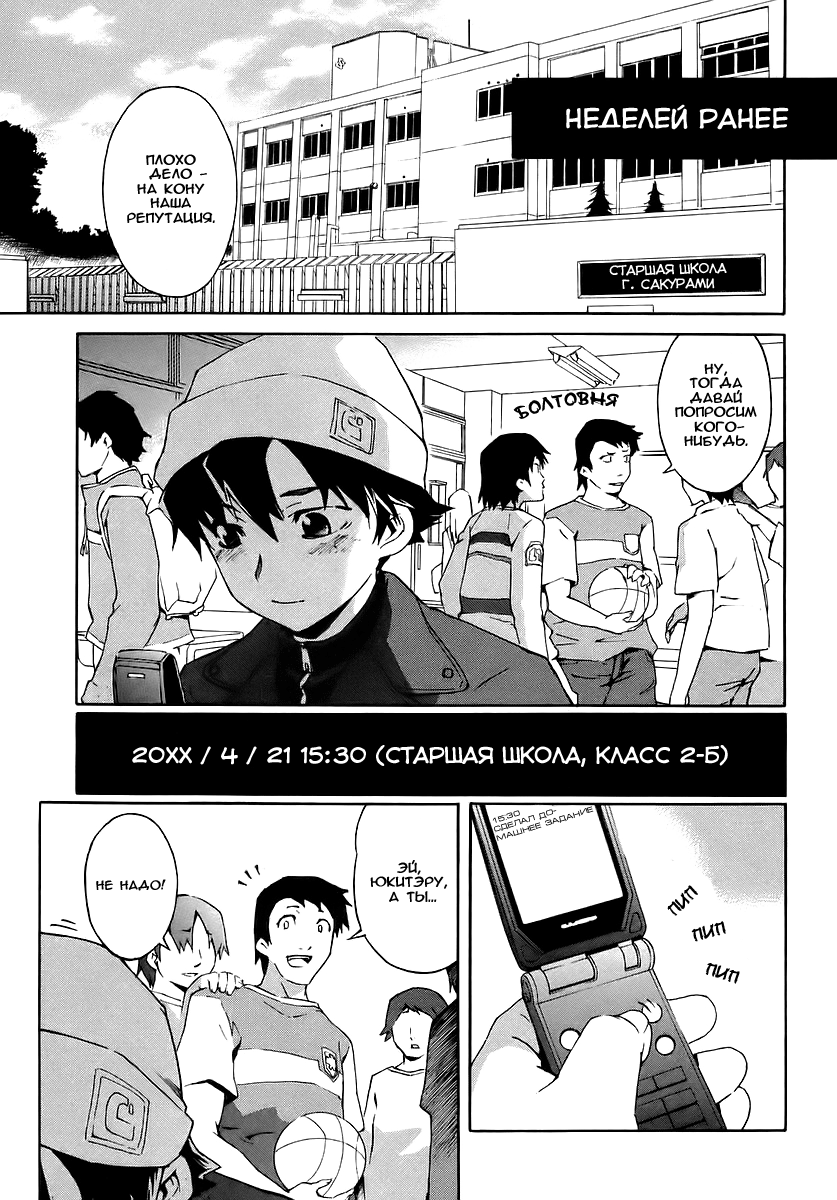 НЕДЕЛЕЙ РАНЕЕ
ПЛОХО
ДЕЛО –
НА КОНУ
НАША
РЕПУТАЦИЯ.
СТАРШАЯ ШКОЛА
Г. САКУРАМИ
НУ,
ТОГДА
ДАВАЙ
ПОПРОСИМ
КОГО-
НИБУДЬ.
БОЛТОВНЯ
20XX / 4 / 21 15:30 (СТАРШАЯ ШКОЛА, КЛАСС 2-Б)
НЕ НАДО!
ЭЙ,
ЮКИТЭРУ,
А ТЫ...
15:30
СДЕЛАЛ ДО-
МАШНЕЕ ЗАДАНИЕ
ПИП
ПИП
ПИП